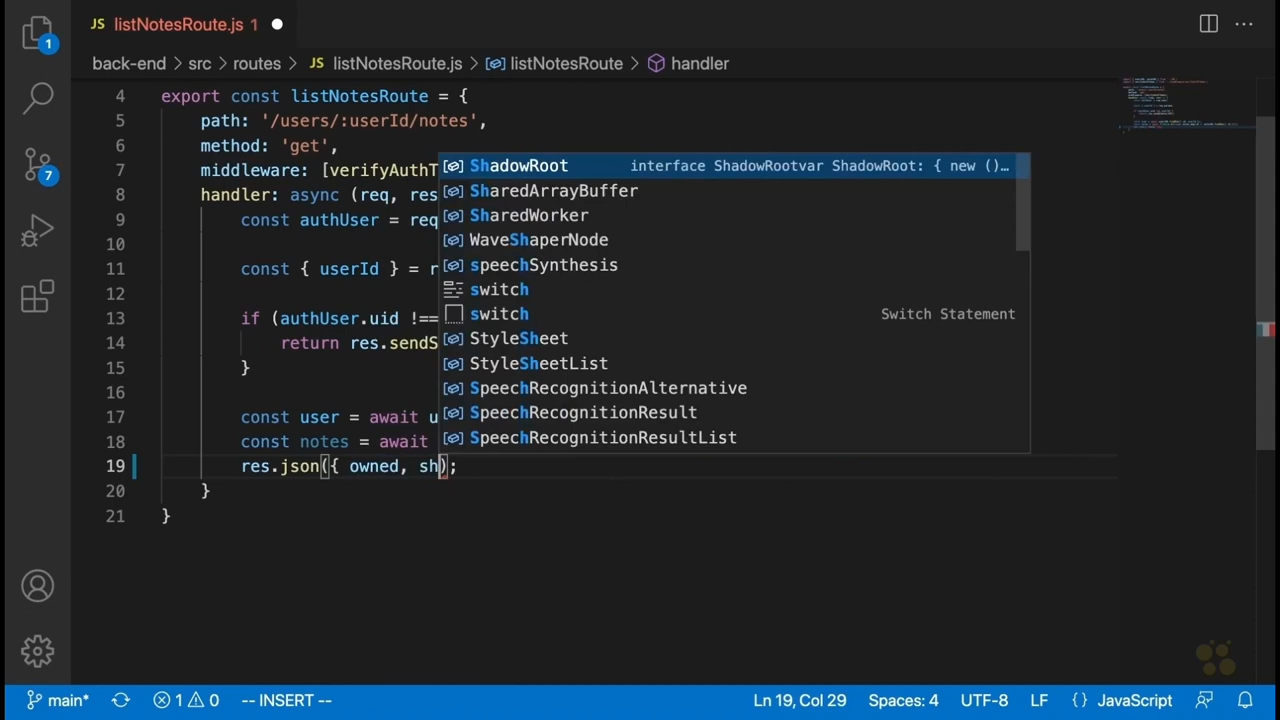 JS listNotesRoute.js 1
back-end > src > routes > JS listNotesRoute.js > listNotesRoute > handler
4 export const listNotesRoute = {
5 path: '/users/:userId/notes',
6 method: 'get',
7 middleware: [verifyAuthT
8 handler: async (req, res
9 const authUser = req
10
11 const { userId } = r
12
13 if (authUser.uid !==
14 return res.sendS
15 }
16
17 const user = await u
18 const notes = await
19 res.json({ owned, sh);
20 }
21 }
ShadowRoot interface ShadowRootvar ShadowRoot: { new ()…
SharedArrayBuffer
SharedWorker
WaveShaperNode
speechSynthesis
switch
switch Switch Statement
StyleSheet
StyleSheetList
SpeechRecognitionAlternative
SpeechRecognitionResult
SpeechRecognitionResultList
1
7
main* 1 0 -- INSERT -- Ln 19, Col 29 Spaces: 4 UTF-8 LF {} JavaScript